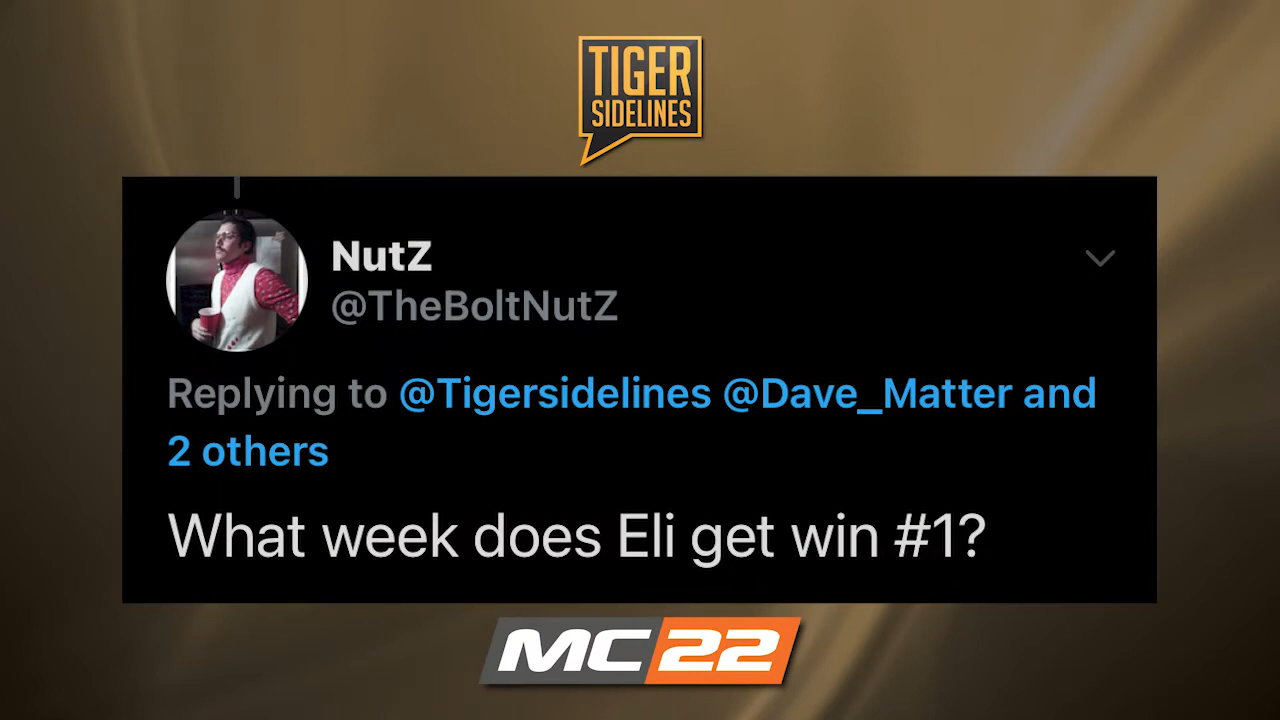 TIGER
SIDELINES
NutZ
@TheBoltNutZ
Replying to @Tigersidelines @Dave_Matter and
2 others
What week does Eli get win #1?
MC22